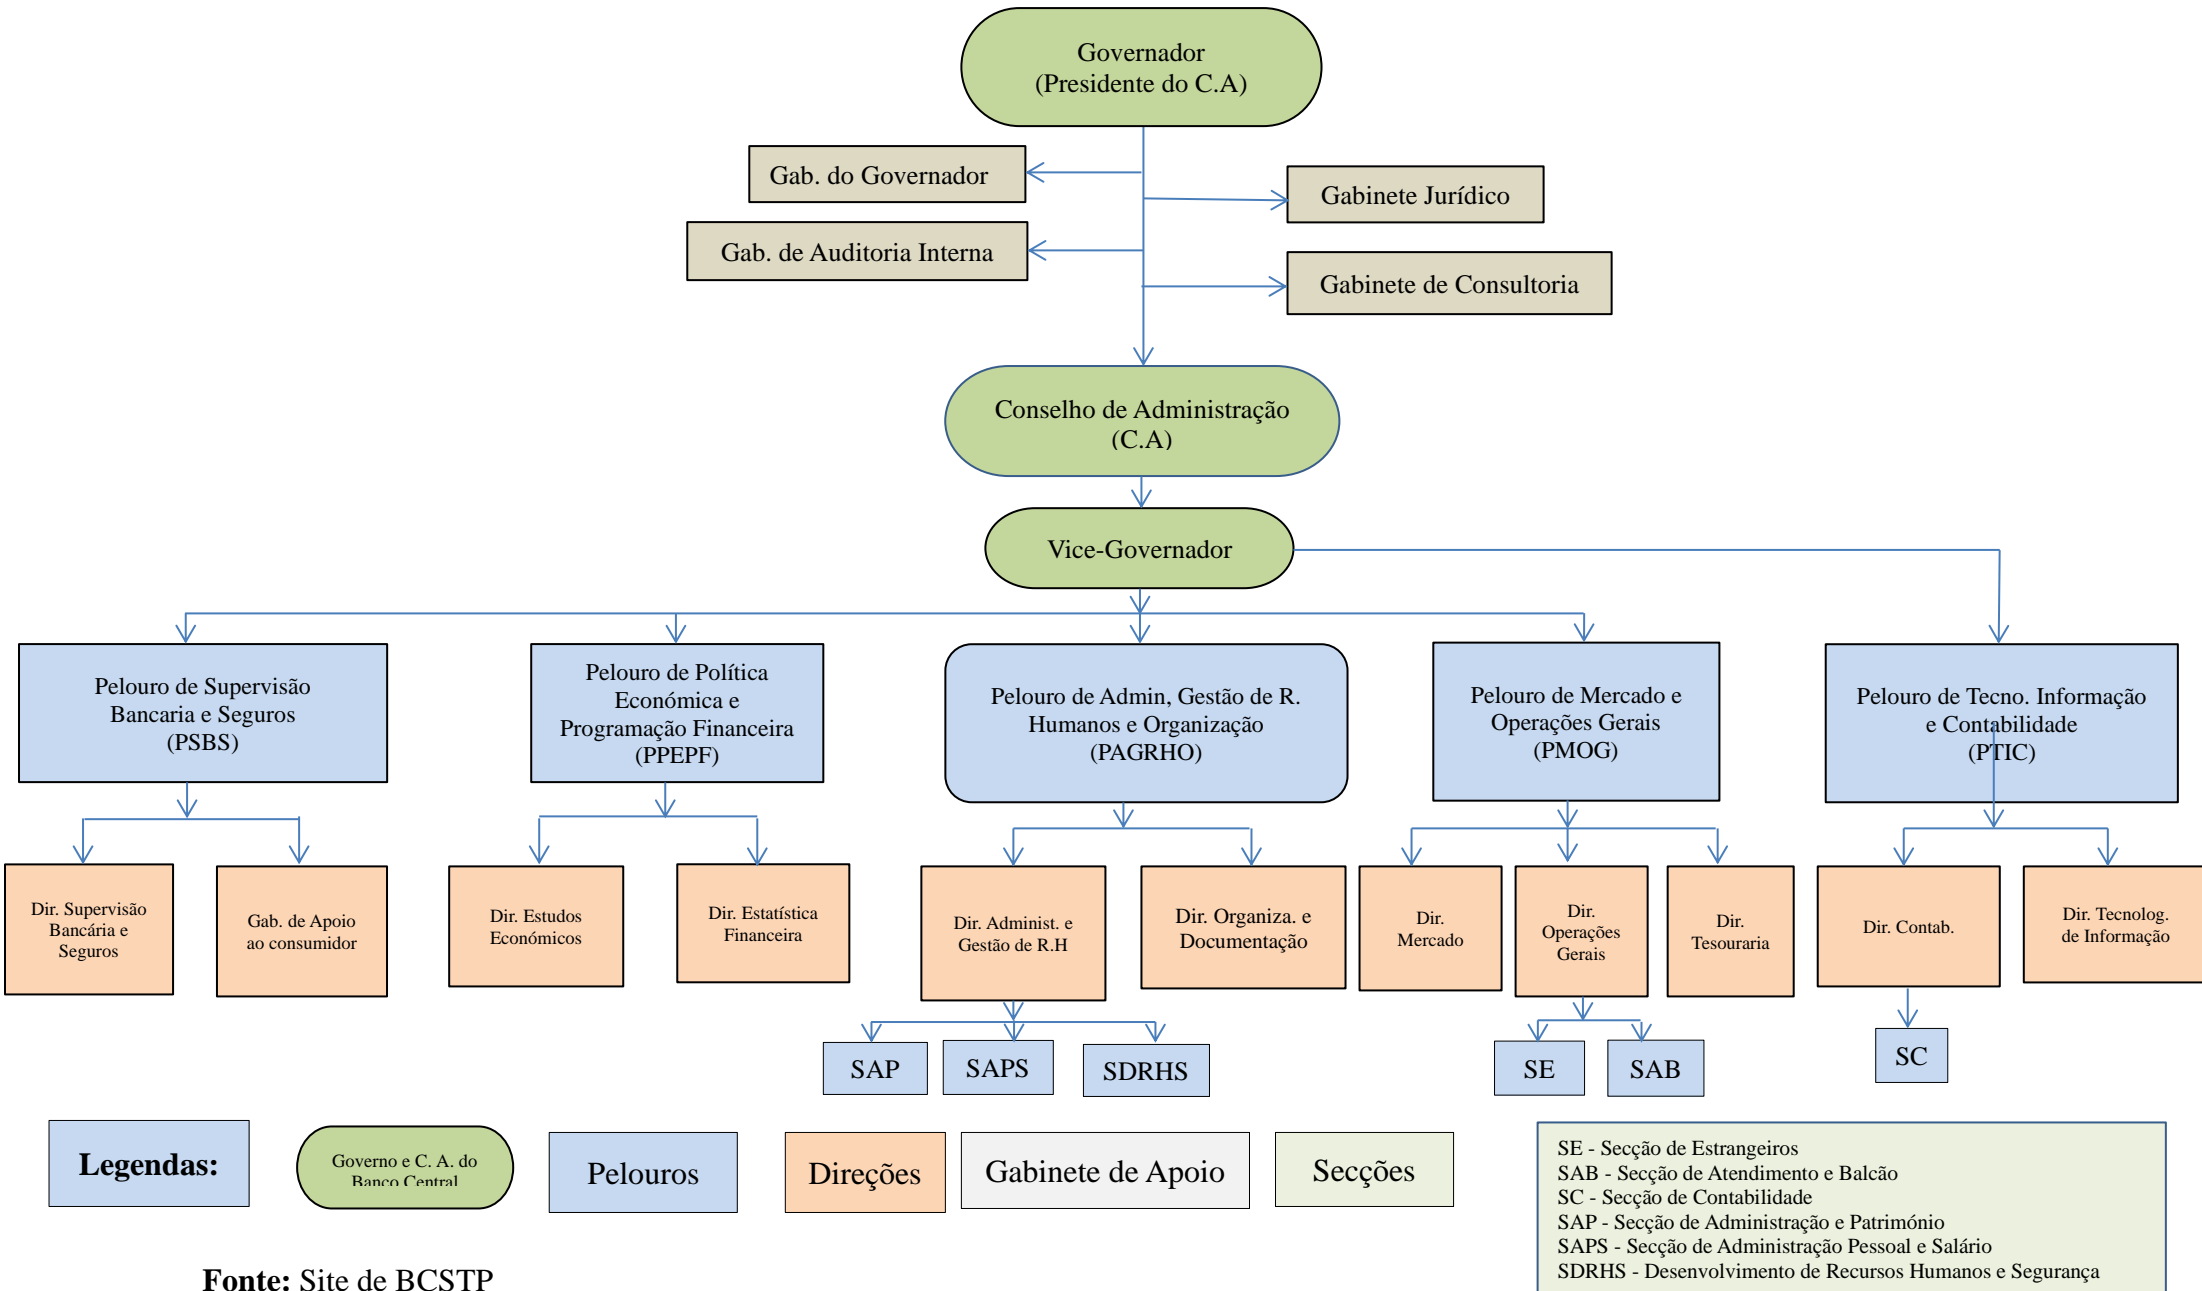 Governador
(Presidente do C.A)
Gab. do Governador
Gabinete Jurídico
Gab. de Auditoria Interna
Gabinete de Consultoria
Conselho de Administração
(C.A)
Vice-Governador
Pelouro de Supervisão
Bancaria e Seguros
(PSBS)
Pelouro de Política
Económica e
Programação Financeira
(PPEPF)
Pelouro de Admin, Gestão de R.
Humanos e Organização
(PAGRHO)
Pelouro de Mercado e
Operações Gerais
(PMOG)
Pelouro de Tecno. Informação
e Contabilidade
(PTIC)
Dir. Supervisão
Bancária e
Seguros
Gab. de Apoio
ao consumidor
Dir. Estudos
Económicos
Dir. Estatística
Financeira
Dir. Administ. e
Gestão de R.H
Dir. Organiza. e
Documentação
Dir.
Mercado
Dir.
Operações
Gerais
Dir.
Tesouraria
Dir. Contab.
Dir. Tecnolog.
de Informação
SAP
SAPS
SDRHS
SE
SAB
SC
Legendas:
Governo e C. A. do
Banco Central
Pelouros
Direções
Gabinete de Apoio
Secções
SE - Secção de Estrangeiros
SAB - Secção de Atendimento e Balcão
SC - Secção de Contabilidade
SAP - Secção de Administração e Património
SAPS - Secção de Administração Pessoal e Salário
SDRHS - Desenvolvimento de Recursos Humanos e Segurança
Fonte: Site de BCSTP